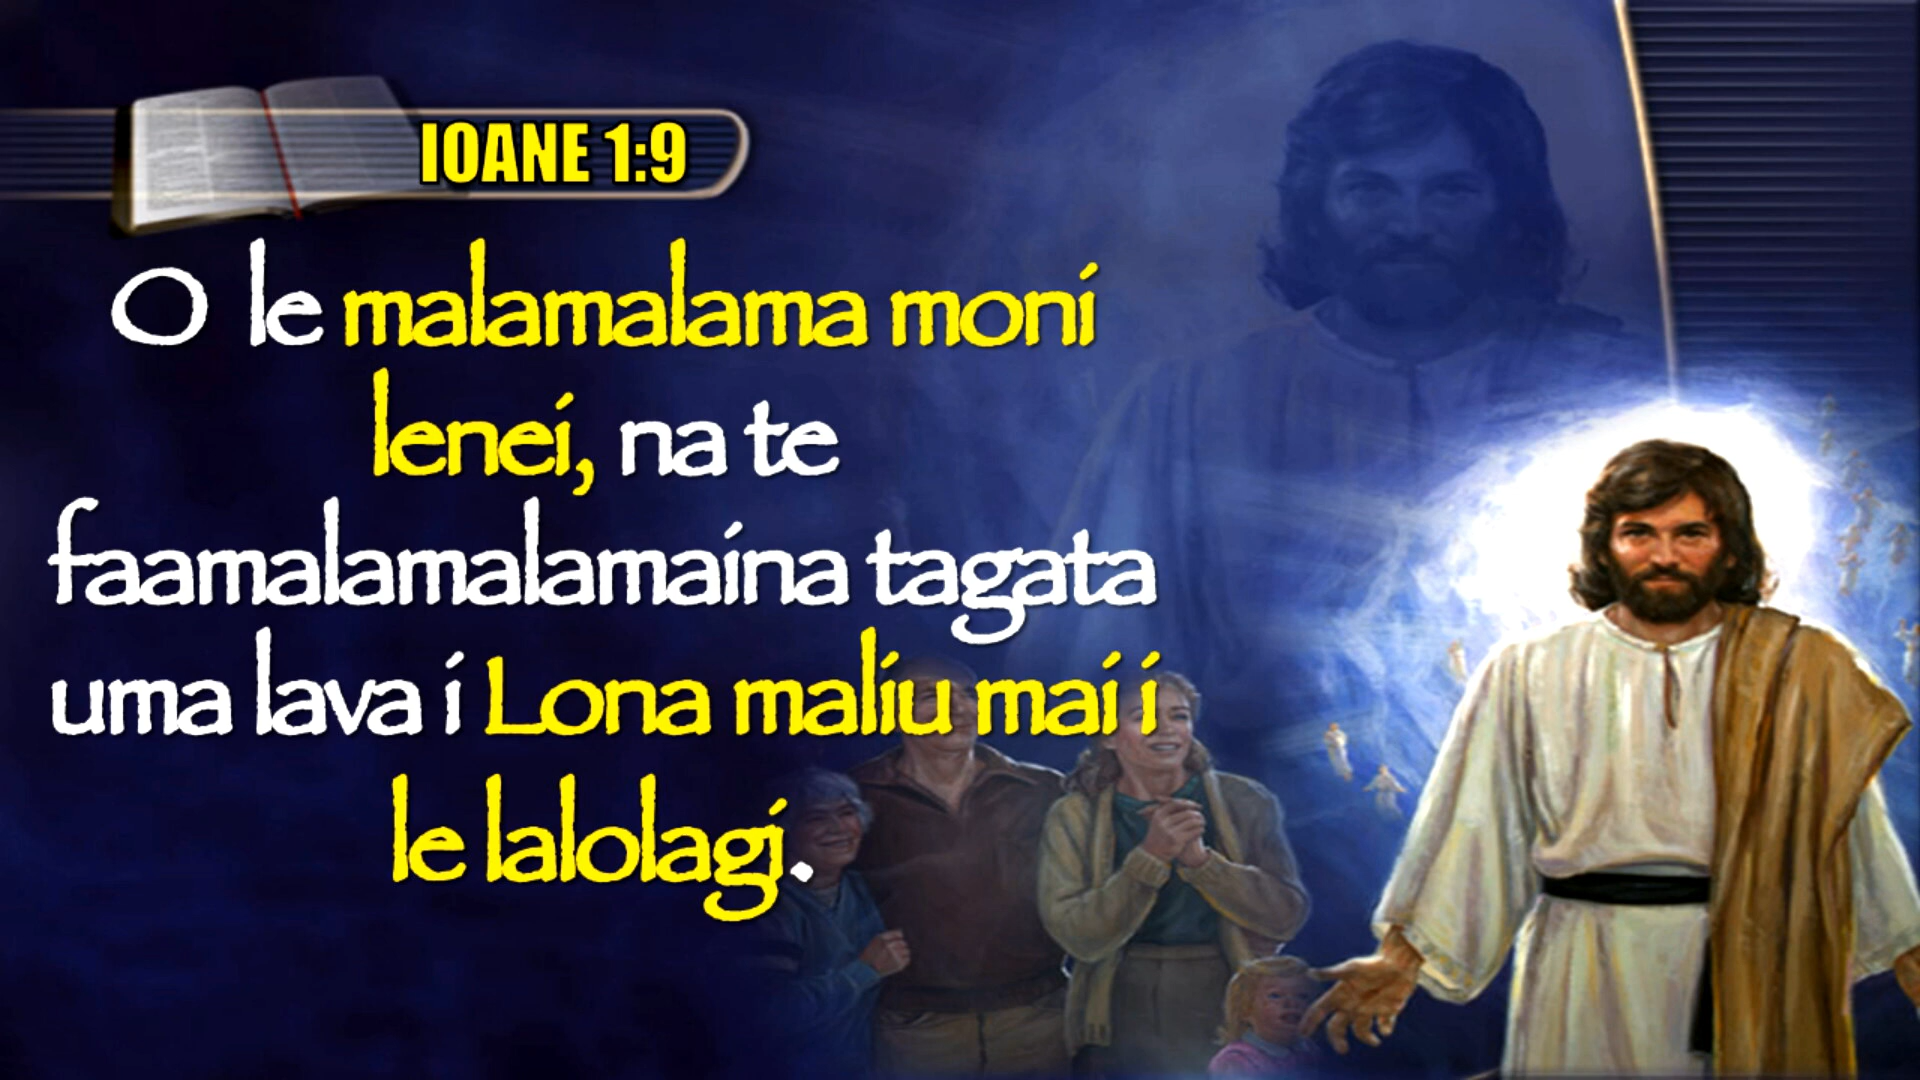 IOANE 1:9
O le malamalama moni
lenei, na te
faamalamalamaina tagata
uma lava i Lona maliu mai i
le lalolagi.